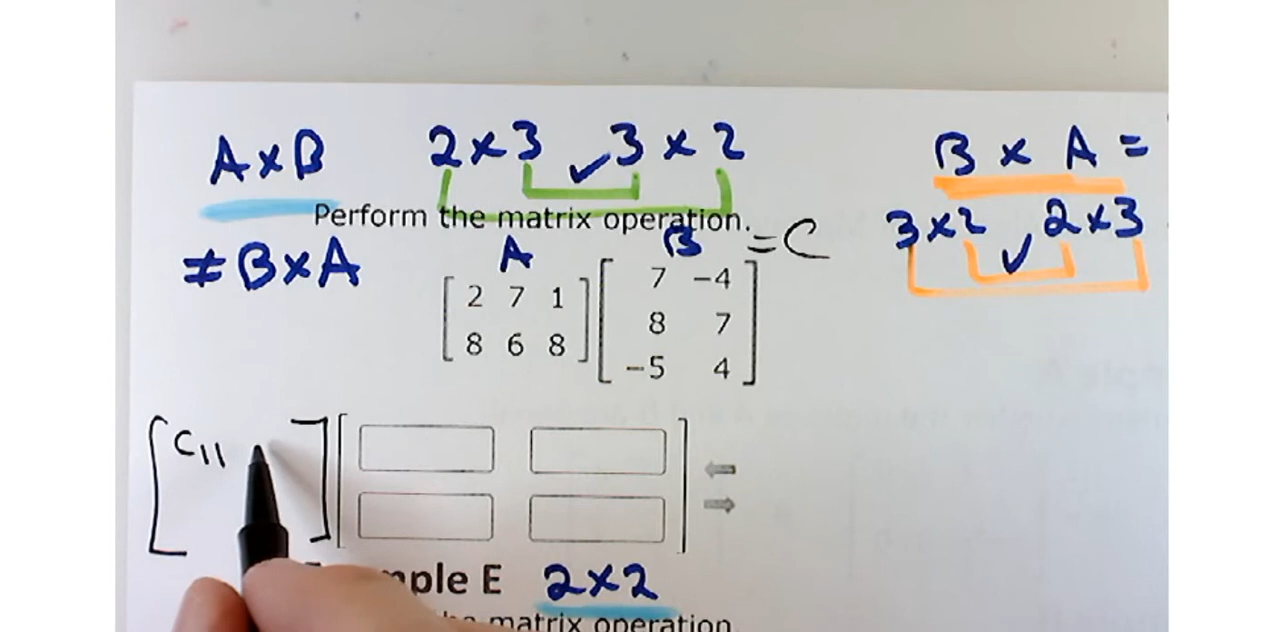 A x B 2 x 3 ✓ 3 x 2 B x A =
Perform the matrix operation.
3 x 2 ✓ 2 x 3
≠ B x A A B = C
2 7 1
8 6 8
7 -4
8 7
-5 4
C11
E 2 x 2
matrix operation